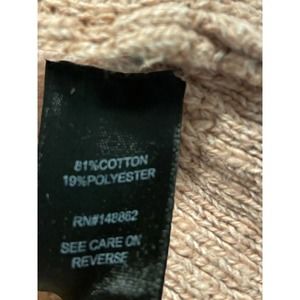 81%COTTON
19%POLYESTER
RN#148862
SEE CARE ON
REVERSE